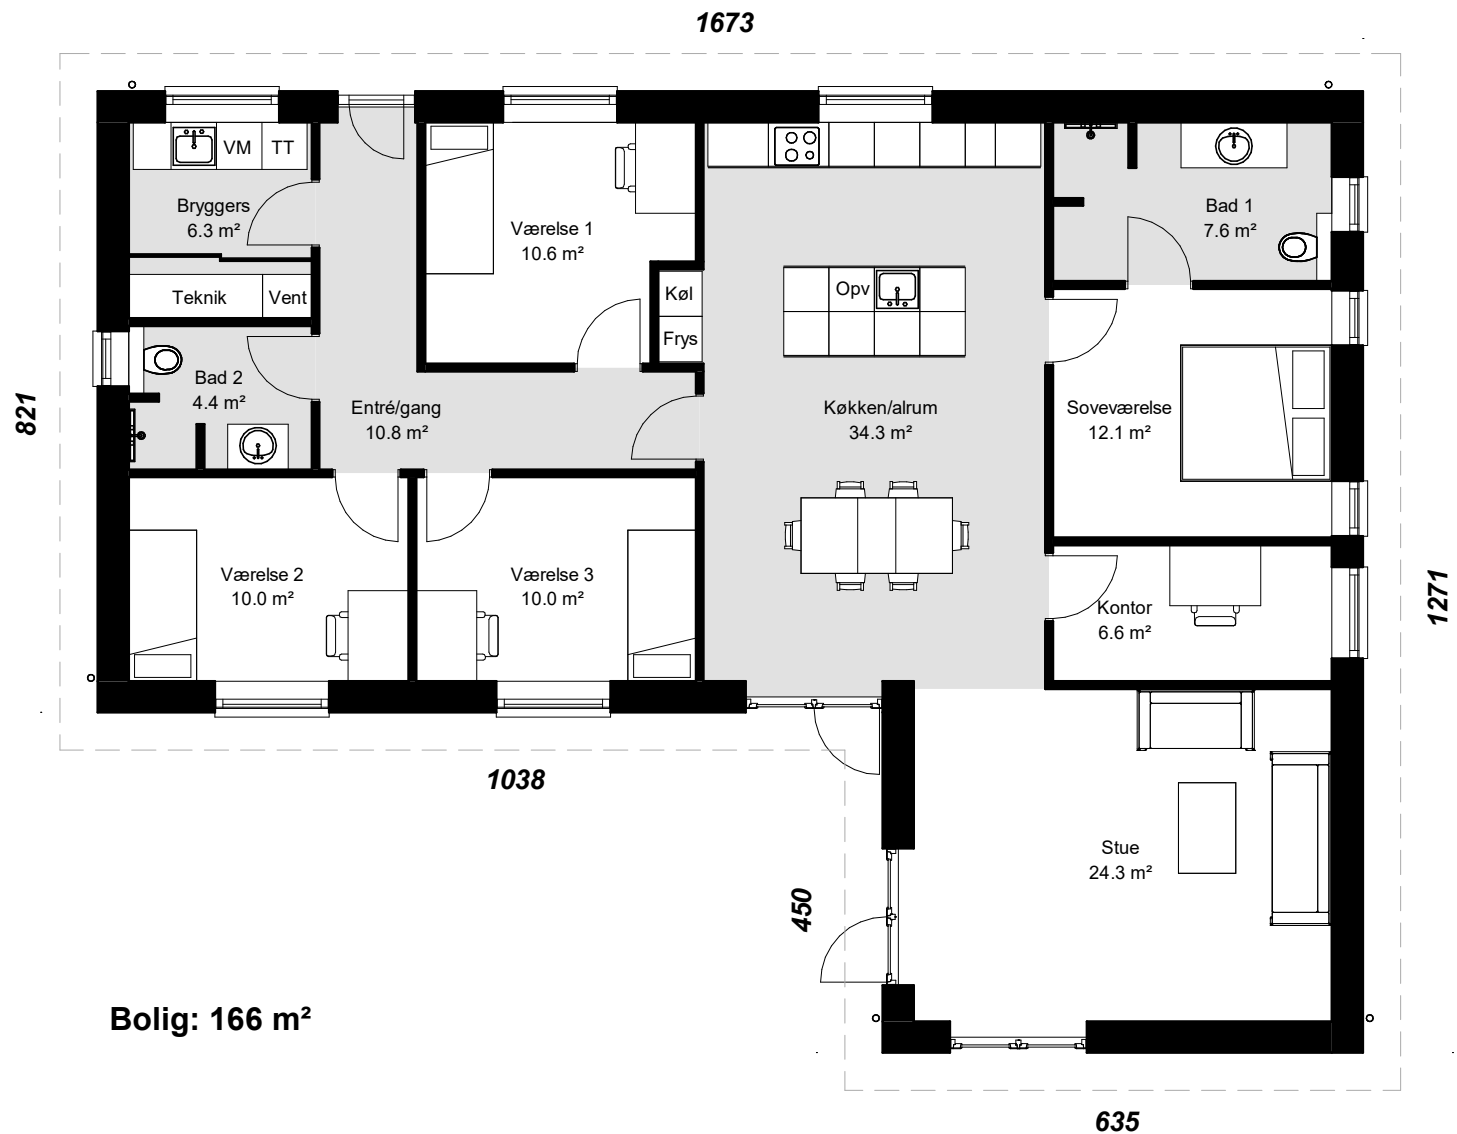 1673
VM
TT
Bryggers
6.3 m²
Værelse 1
10.6 m²
Bad 1
7.6 m²
Teknik
Vent
Køl
Frys
Opv
Bad 2
4.4 m²
Entré/gang
10.8 m²
Køkken/alrum
34.3 m²
Soveværelse
12.1 m²
821
Værelse 2
10.0 m²
Værelse 3
10.0 m²
Kontor
6.6 m²
1271
1038
Stue
24.3 m²
450
Bolig: 166 m²
635